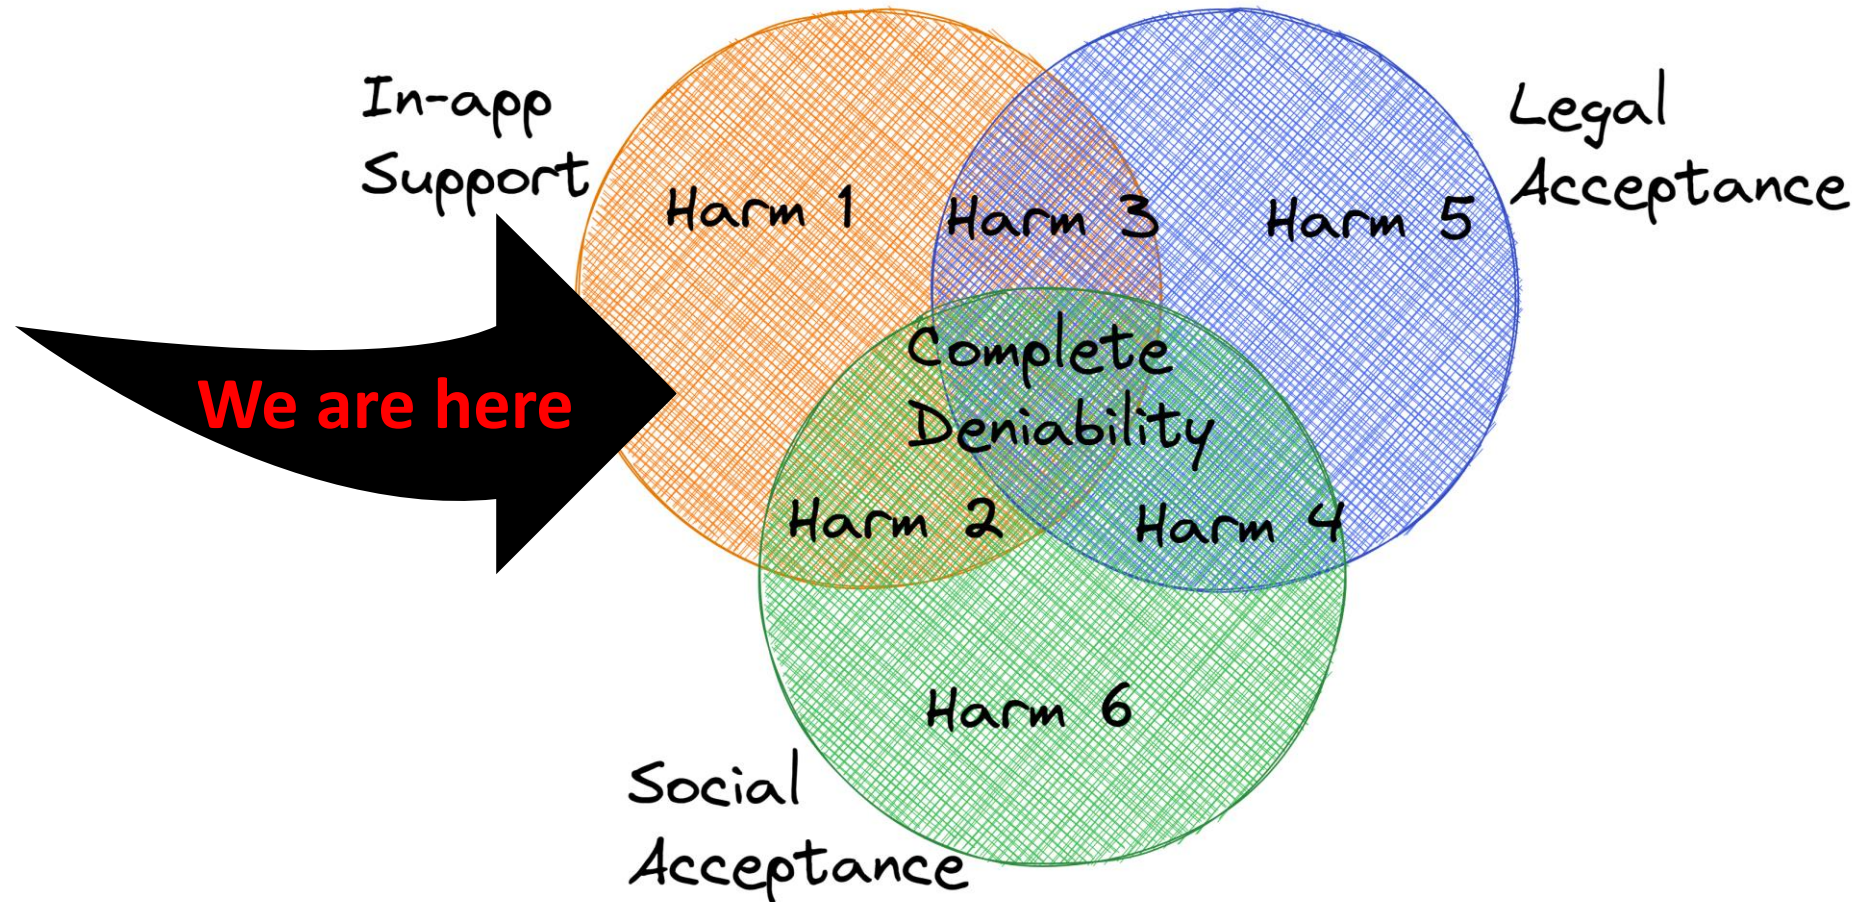 In-app
Support
Legal
Acceptance
Harm 1
Harm 3
Harm 5
Complete
Deniability
We are here
Harm 2
Harm 4
Harm 6
Social
Acceptance